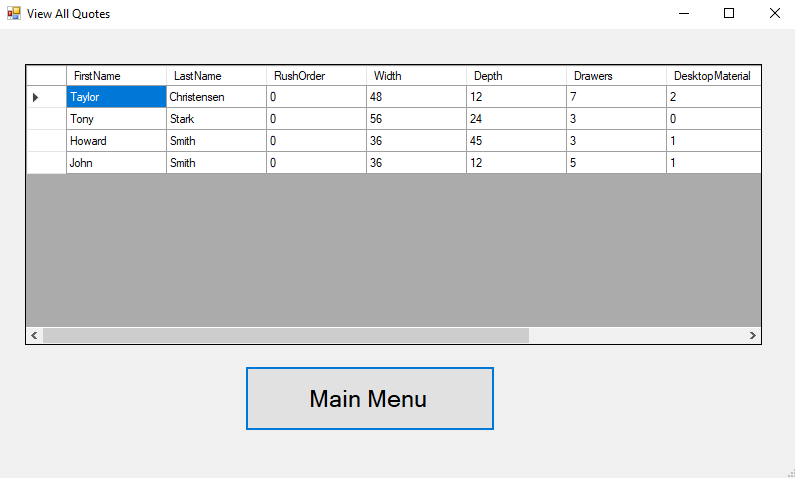 View All Quotes
FirstName LastName RushOrder Width Depth Drawers DesktopMaterial
Taylor Christensen 0 48 12 7 2
Tony Stark 0 56 24 3 0
Howard Smith 0 36 45 3 1
John Smith 0 36 12 5 1
Main Menu